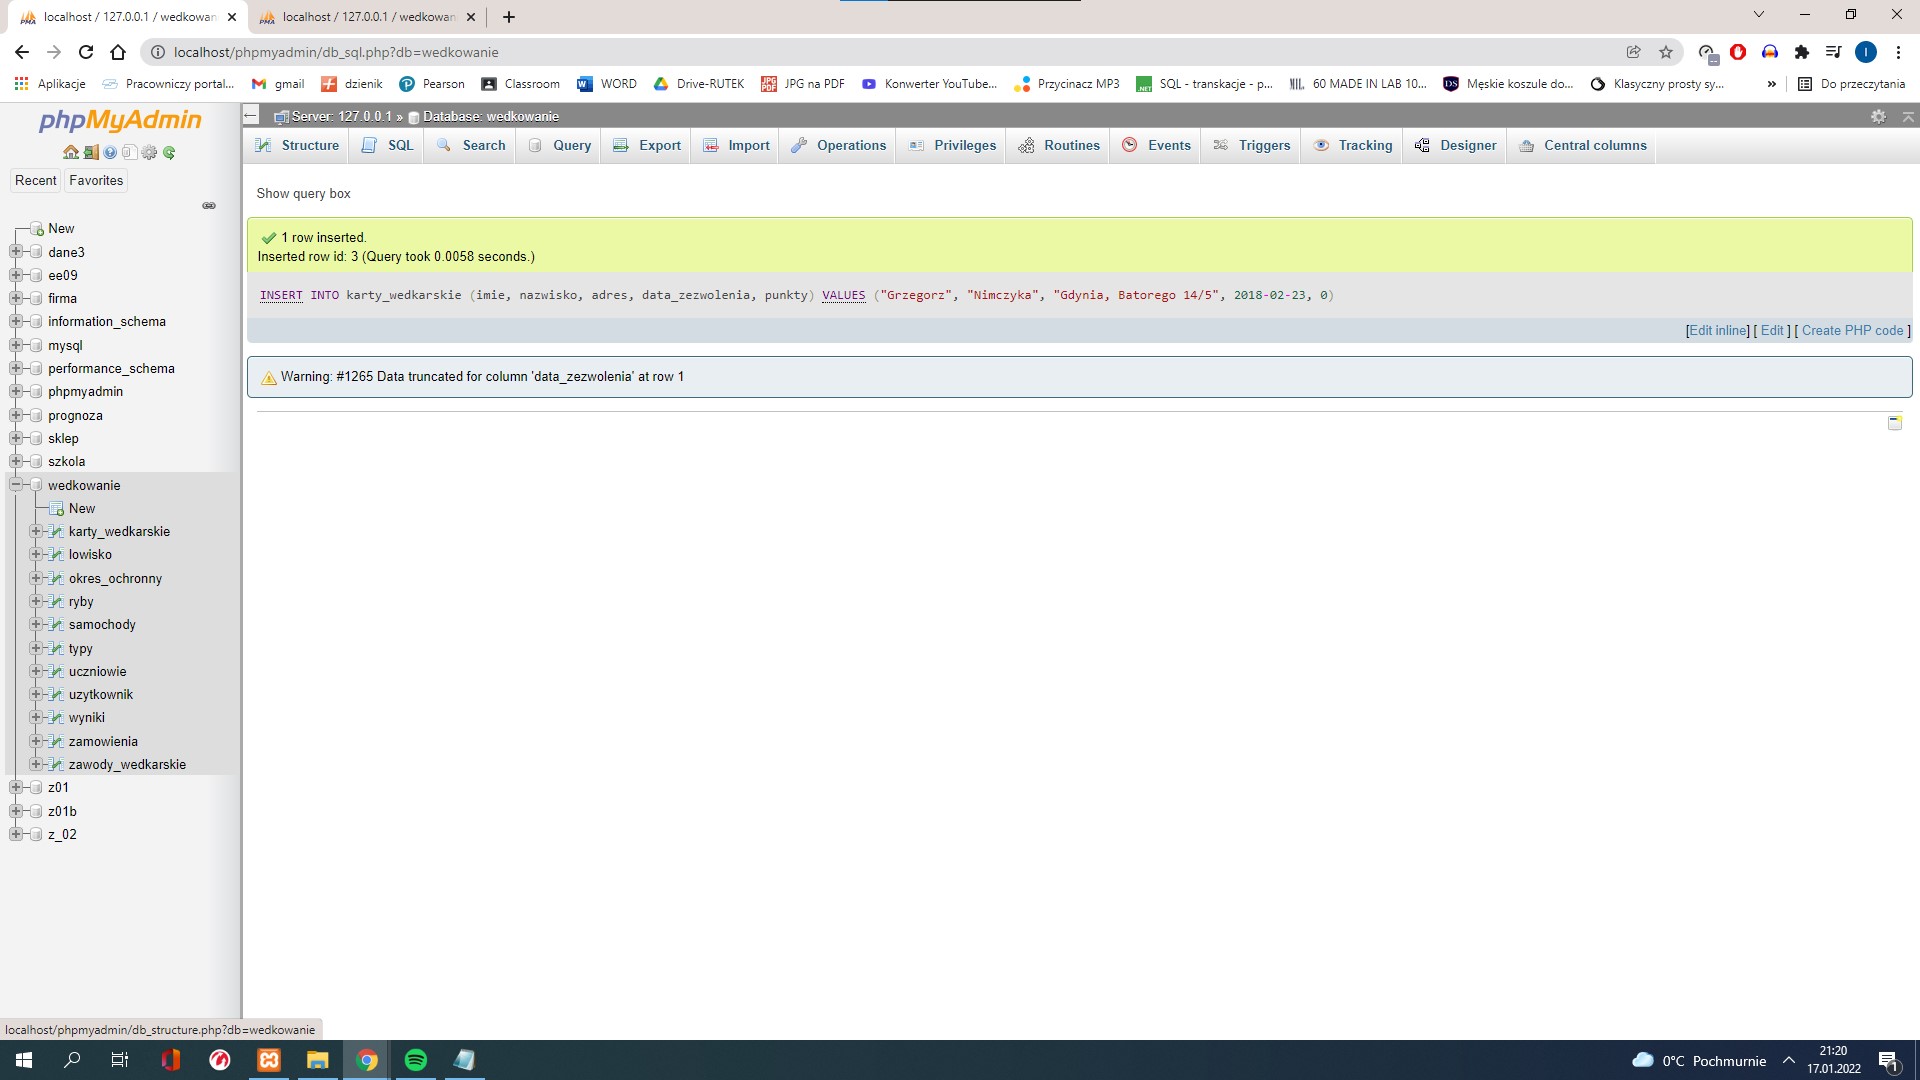 localhost / 127.0.0.1 / wedkowan
localhost / 127.0.0.1 / wedkowan
localhost/phpmyadmin/db_sql.php?db=wedkowanie
I
Aplikacje
Pracowniczy portal...
gmail
dzienik
Pearson
Classroom
WORD
Drive-RUTEK
JPG na PDF
Konwerter YouTube...
Przycinacz MP3
SQL - transkacje - p...
60 MADE IN LAB 10...
Męskie koszule do...
Klasyczny prosty sy...
»
Do przeczytania
phpMyAdmin
Recent
Favorites
New
dane3
ee09
firma
information_schema
mysql
performance_schema
phpmyadmin
prognoza
sklep
szkola
wedkowanie
New
karty_wedkarskie
lowisko
okres_ochronny
ryby
samochody
typy
uczniowie
uzytkownik
wyniki
zamowienia
zawody_wedkarskie
z01
z01b
z_02
localhost/phpmyadmin/db_structure.php?db=wedkowanie
Server: 127.0.0.1 » Database: wedkowanie
Structure
SQL
Search
Query
Export
Import
Operations
Privileges
Routines
Events
Triggers
Tracking
Designer
Central columns
Show query box
1 row inserted.
Inserted row id: 3 (Query took 0.0058 seconds.)
INSERT INTO karty_wedkarskie (imie, nazwisko, adres, data_zezwolenia, punkty) VALUES ("Grzegorz", "Nimczyka", "Gdynia, Batorego 14/5", 2018-02-23, 0)
[Edit inline] [ Edit ] [ Create PHP code ]
Warning: #1265 Data truncated for column 'data_zezwolenia' at row 1
0°C Pochmurnie
21:20
17.01.2022
1